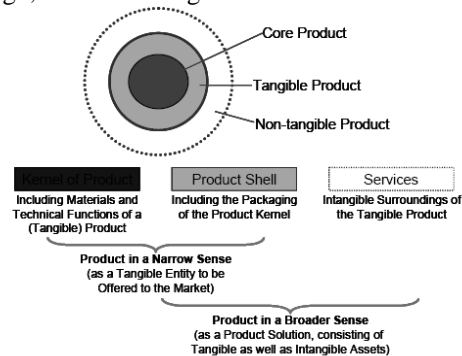 Core Product
Tangible Product
Non-tangible Product
Kernel of Product
Product Shell
Services
Including Materials and
Technical Functions of a
(Tangible) Product
Including the Packaging
of the Product Kernel
Intangible Surroundings of
the Tangible Product
Product in a Narrow Sense
(as a Tangible Entity to be
Offered to the Market)
Product in a Broader Sense
(as a Product Solution, consisting of
Tangible as well as Intangible Assets)